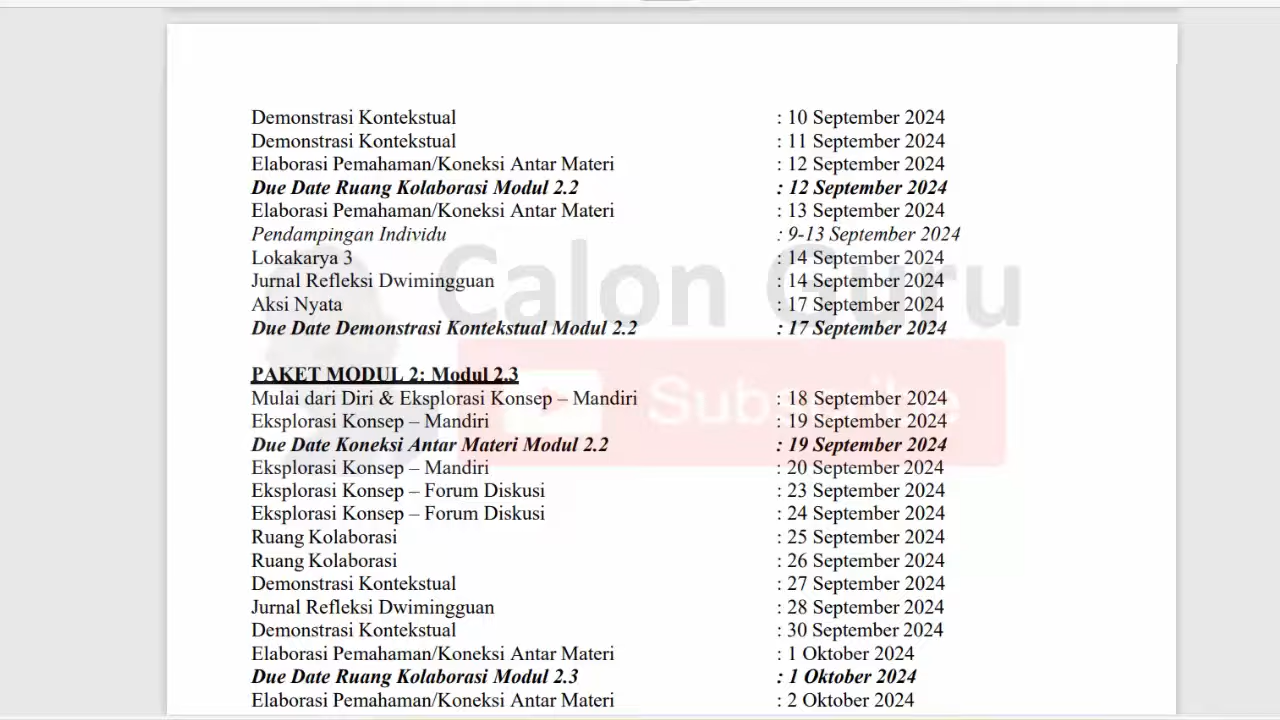 Demonstrasi Kontekstual : 10 September 2024
Demonstrasi Kontekstual : 11 September 2024
Elaborasi Pemahaman/Koneksi Antar Materi : 12 September 2024
Due Date Ruang Kolaborasi Modul 2.2 : 12 September 2024
Elaborasi Pemahaman/Koneksi Antar Materi : 13 September 2024
Pendampingan Individu : 9-13 September 2024
Lokakarya 3 : 14 September 2024
Jurnal Refleksi Dwimingguan : 14 September 2024
Aksi Nyata : 17 September 2024
Due Date Demonstrasi Kontekstual Modul 2.2 : 17 September 2024
Calon Guru
Subscribe
PAKET MODUL 2: Modul 2.3
Mulai dari Diri & Eksplorasi Konsep – Mandiri : 18 September 2024
Eksplorasi Konsep – Mandiri : 19 September 2024
Due Date Koneksi Antar Materi Modul 2.2 : 19 September 2024
Eksplorasi Konsep – Mandiri : 20 September 2024
Eksplorasi Konsep – Forum Diskusi : 23 September 2024
Eksplorasi Konsep – Forum Diskusi : 24 September 2024
Ruang Kolaborasi : 25 September 2024
Ruang Kolaborasi : 26 September 2024
Demonstrasi Kontekstual : 27 September 2024
Jurnal Refleksi Dwimingguan : 28 September 2024
Demonstrasi Kontekstual : 30 September 2024
Elaborasi Pemahaman/Koneksi Antar Materi : 1 Oktober 2024
Due Date Ruang Kolaborasi Modul 2.3 : 1 Oktober 2024
Elaborasi Pemahaman/Koneksi Antar Materi : 2 Oktober 2024